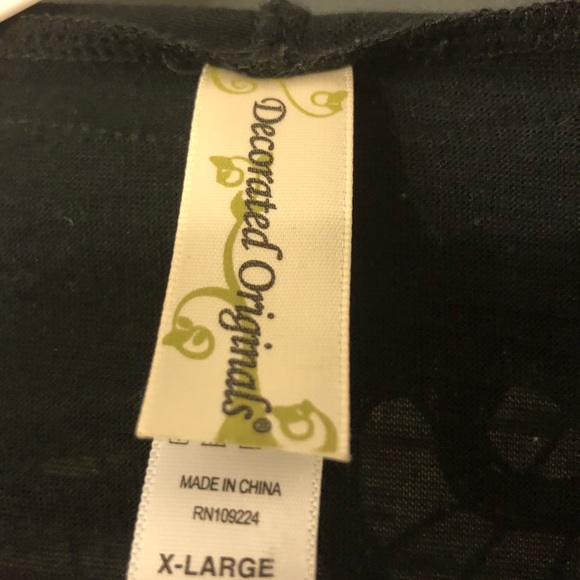 Decorated Originals®
MADE IN CHINA
RN109224
X-LARGE